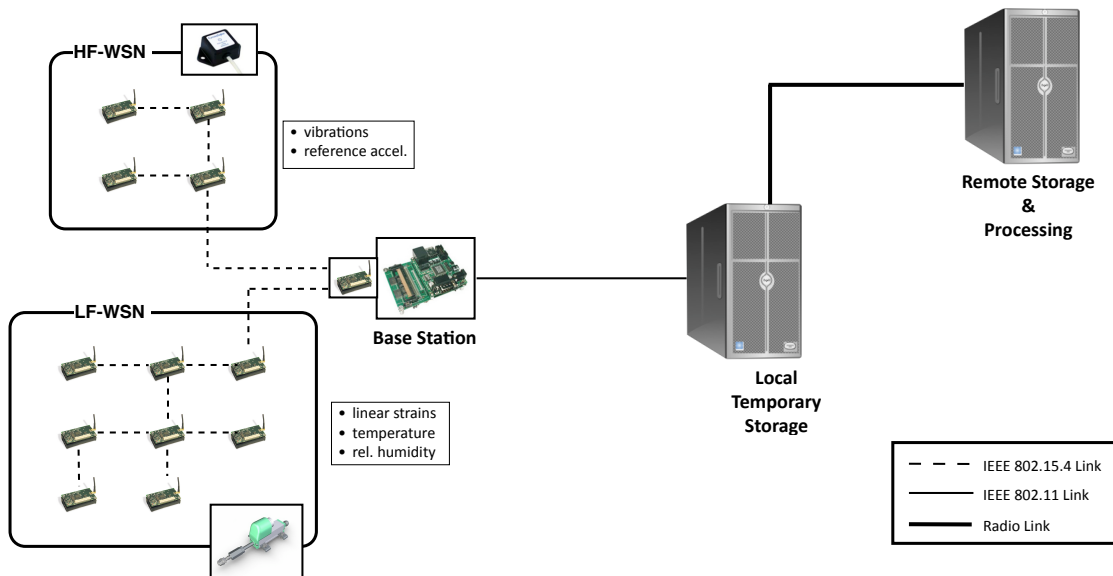 HF-WSN
• vibrations
• reference accel.
Remote Storage
&
Processing
Base Station
LF-WSN
• linear strains
• temperature
• rel. humidity
Local
Temporary
Storage
IEEE 802.15.4 Link
IEEE 802.11 Link
Radio Link